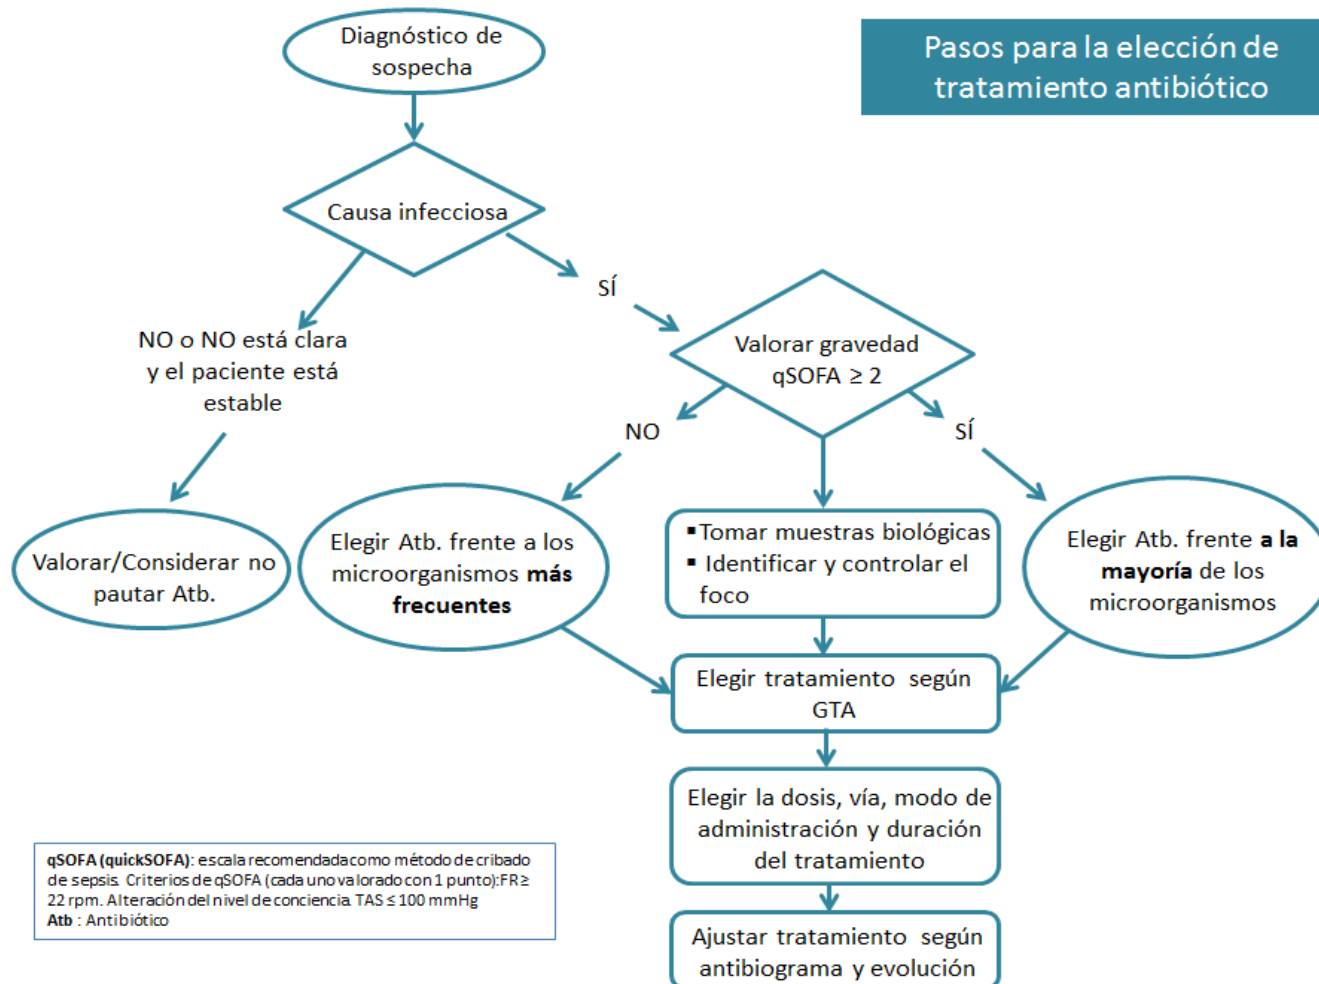 Diagnóstico de
sospecha
Pasos para la elección de
tratamiento antibiótico
Causa infecciosa
SÍ
NO o NO está clara
y el paciente está
estable
Valorar gravedad
qSOFA ≥ 2
NO
SÍ
Valorar/Considerar no
pautar Atb.
Elegir Atb. frente a los
microorganismos más
frecuentes
▪ Tomar muestras biológicas
▪ Identificar y controlar el
foco
Elegir Atb. frente a la
mayoría de los
microorganismos
Elegir tratamiento según
GTA
Elegir la dosis, vía, modo de
administración y duración
del tratamiento
qSOFA (quickSOFA): escala recomendada como método de cribado
de sepsis. Criterios de qSOFA (cada uno valorado con 1 punto):FR ≥
22 rpm. Alteración del nivel de conciencia. TAS ≤ 100 mmHg
Atb : Antibiótico
Ajustar tratamiento según
antibiograma y evolución